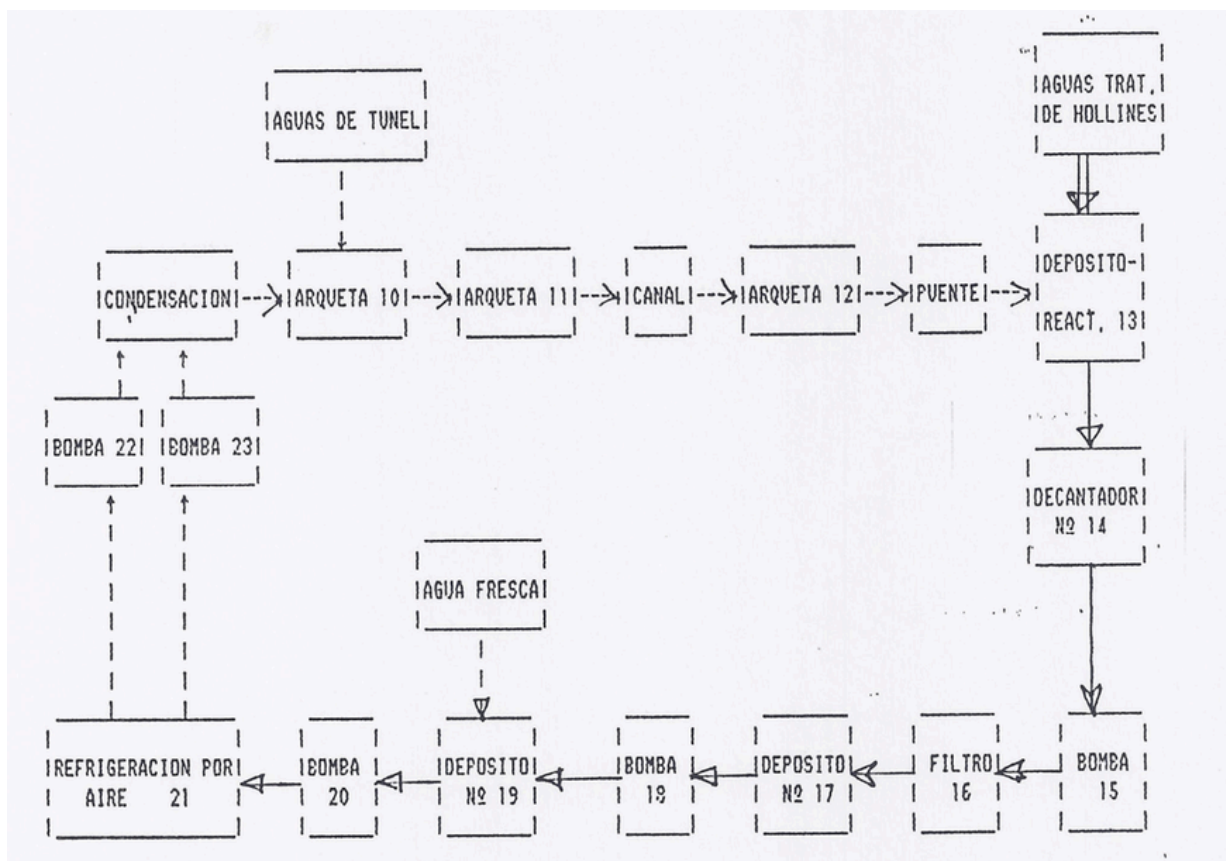 AGUAS TRAT.
DE HOLLINES
AGUAS DE TUNEL
CONDENSACION
ARQUETA 10
ARQUETA 11
CANAL
ARQUETA 12
PUENTE
DEPOSITO-
REACT. 13
BOMBA 22
BOMBA 23
DECANTADOR
Nº 14
AGUA FRESCA
REFRIGERACION POR
AIRE 21
BOMBA
20
DEPOSITO
Nº 19
BOMBA
18
DEPOSITO
Nº 17
FILTRO
16
BOMBA
15